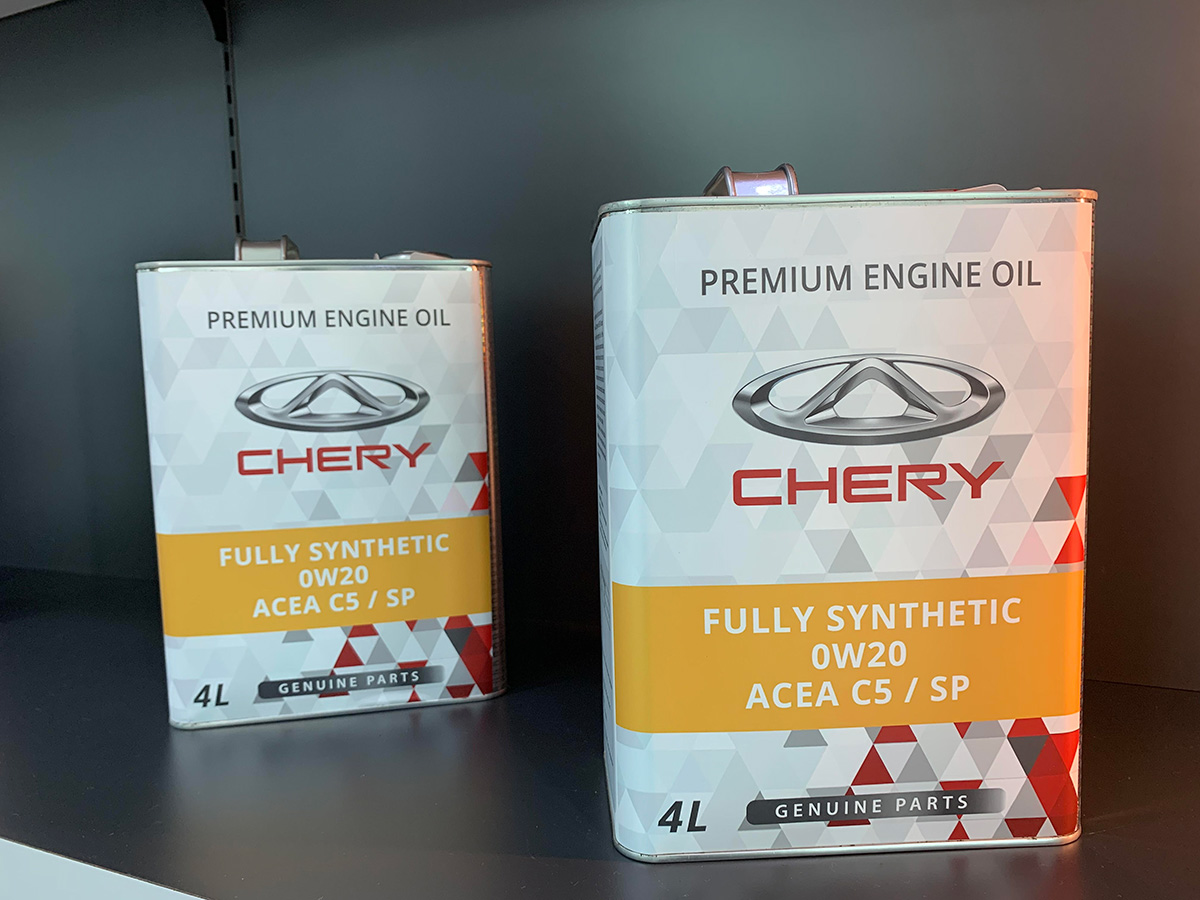 PREMIUM ENGINE OIL
CHERY
FULLY SYNTHETIC
0W20
ACEA C5 / SP
4L
GENUINE PARTS
PREMIUM ENGINE OIL
CHERY
FULLY SYNTHETIC
0W20
ACEA C5 / SP
4L
GENUINE PARTS